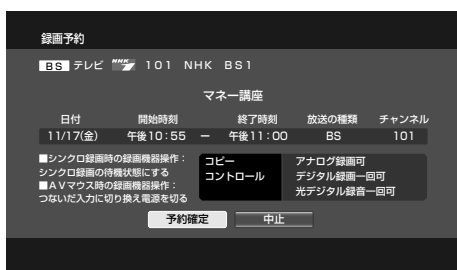 録画予約
BS テレビ NHK 101 NHK BS1
マネー講座
日付 開始時刻 終了時刻 放送の種類 チャンネル
11/17(金) 午後10:55 － 午後11:00 BS 101
■シンクロ録画時の録画機器操作：
シンクロ録画の待機状態にする
■AVマウス時の録画機器操作：
つないだ入力に切り換え電源を切る
コピー
コントロール
アナログ録画可
デジタル録画一回可
光デジタル録音一回可
予約確定 中止